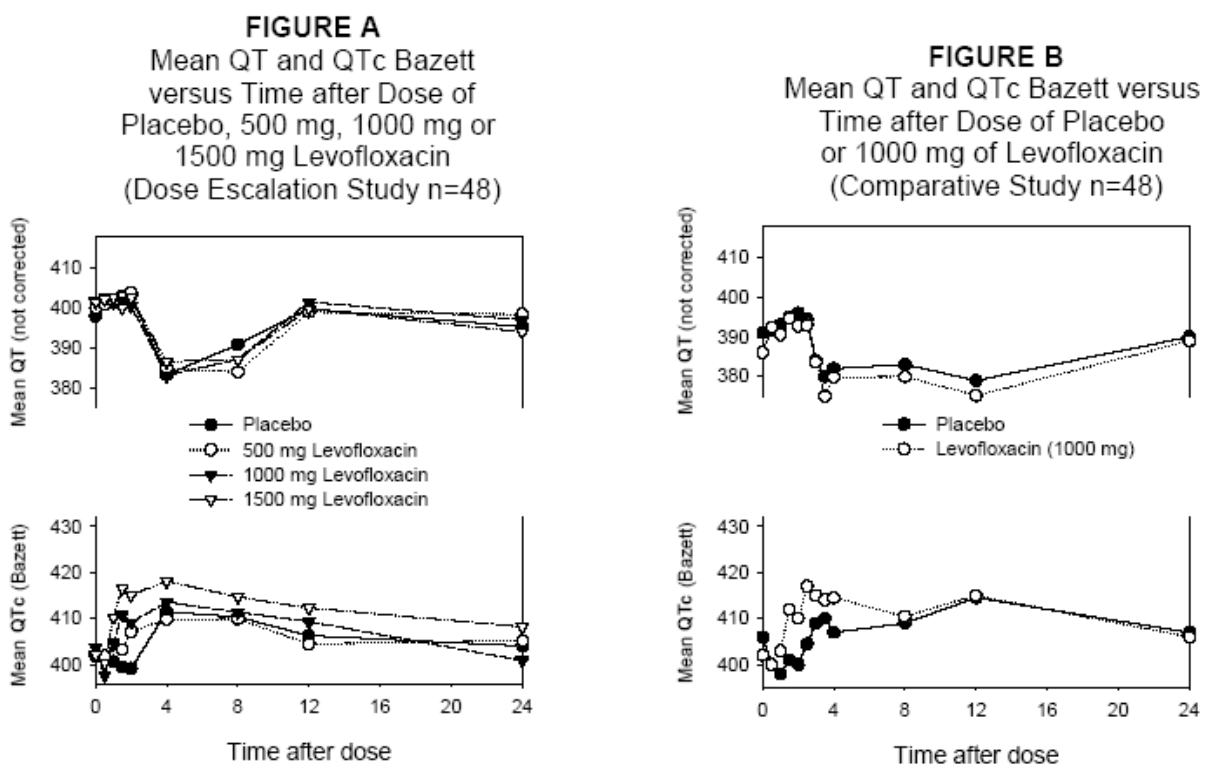 FIGURE A
Mean QT and QTc Bazett
versus Time after Dose of
Placebo, 500 mg, 1000 mg or
1500 mg Levofloxacin
(Dose Escalation Study n=48)
Mean QT (not corrected)
410
400
390
380
Placebo
500 mg Levofloxacin
1000 mg Levofloxacin
1500 mg Levofloxacin
Mean QTc (Bazett)
430
420
410
400
0 4 8 12 16 20 24
Time after dose
FIGURE B
Mean QT and QTc Bazett versus
Time after Dose of Placebo
or 1000 mg of Levofloxacin
(Comparative Study n=48)
Mean QT (not corrected)
410
400
390
380
Placebo
Levofloxacin (1000 mg)
Mean QTc (Bazett)
430
420
410
400
0 4 8 12 16 20 24
Time after dose